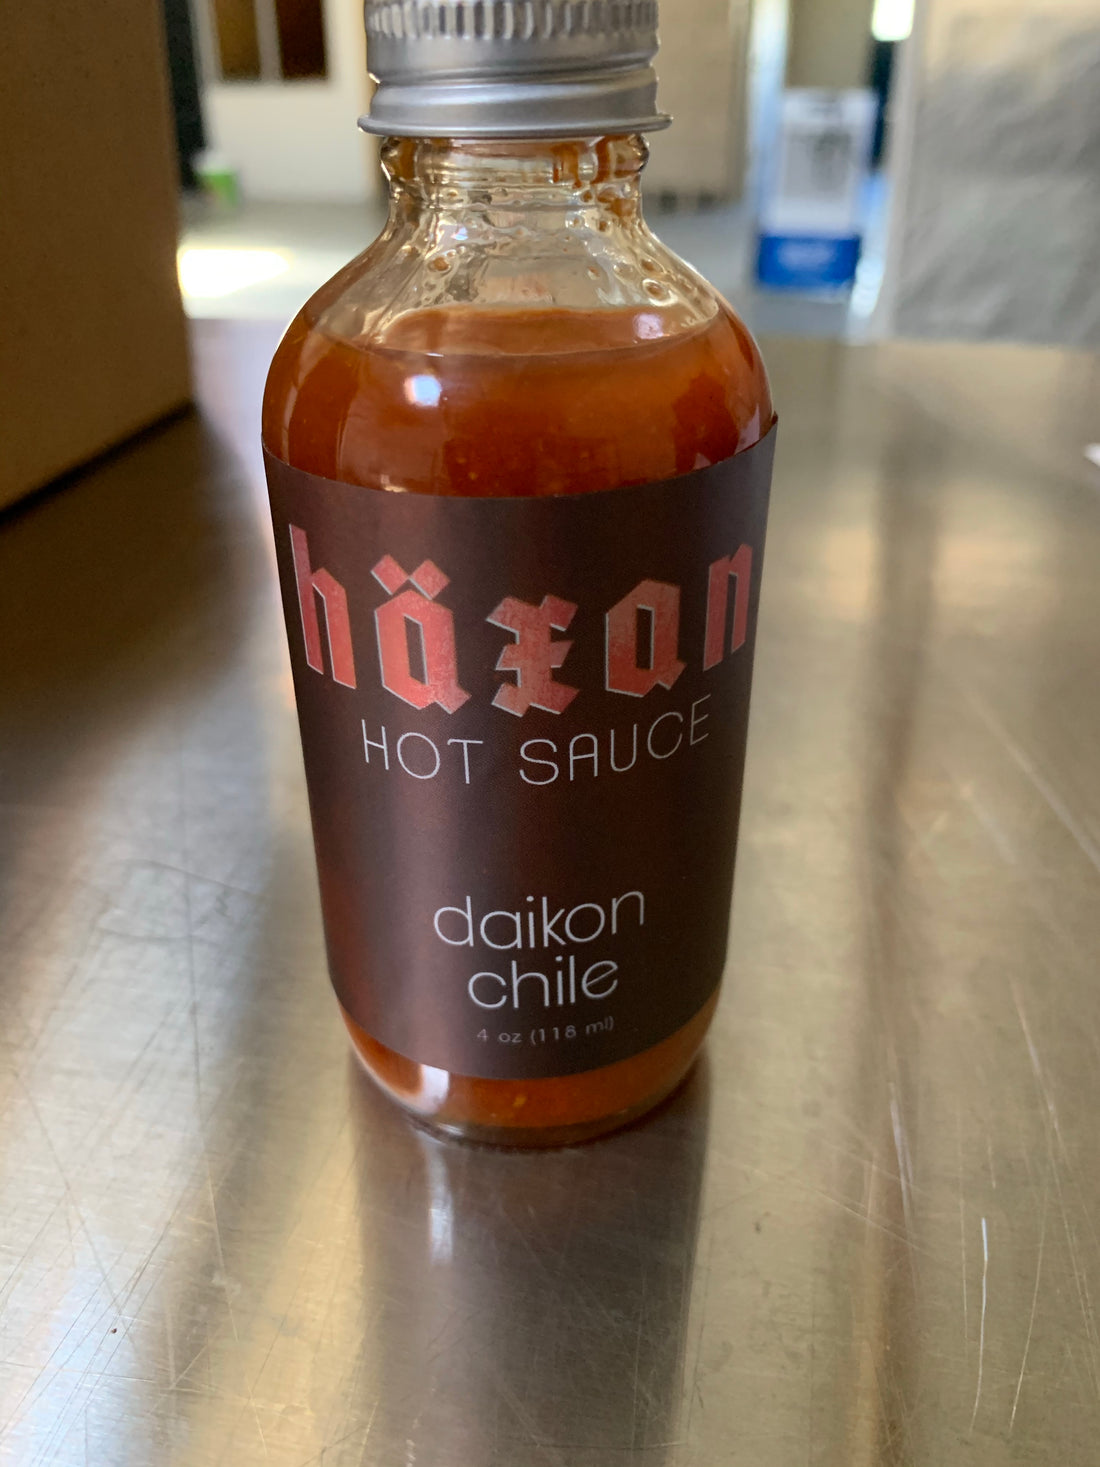 häxan
HOT SAUCE
daikon
chile
4 oz (118 ml)